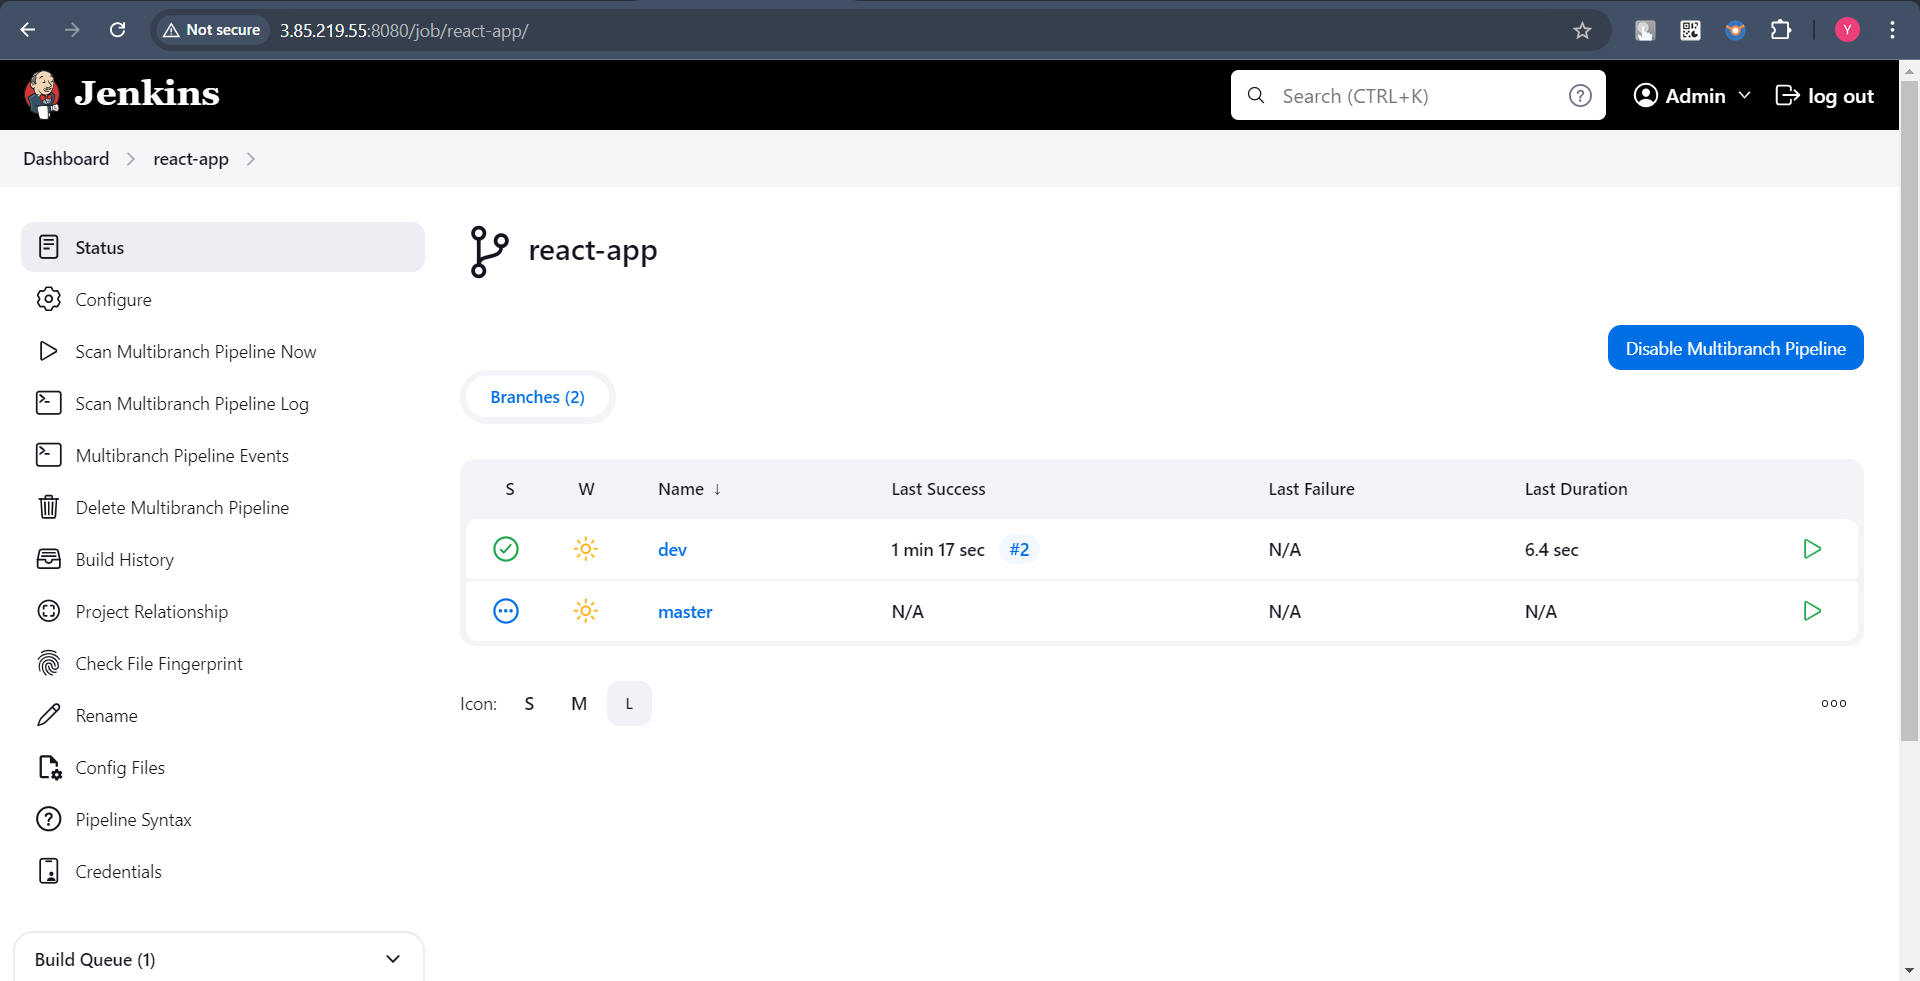 Not secure 3.85.219.55:8080/job/react-app/ Y
Jenkins Search (CTRL+K) ? Admin log out
Dashboard react-app
Status
Configure
Scan Multibranch Pipeline Now
Scan Multibranch Pipeline Log
Multibranch Pipeline Events
Delete Multibranch Pipeline
Build History
Project Relationship
Check File Fingerprint
Rename
Config Files
Pipeline Syntax
Credentials
Build Queue (1)
react-app
Disable Multibranch Pipeline
Branches (2)
S W Name ↓ Last Success Last Failure Last Duration
dev 1 min 17 sec #2 N/A 6.4 sec
master N/A N/A N/A
Icon: S M L